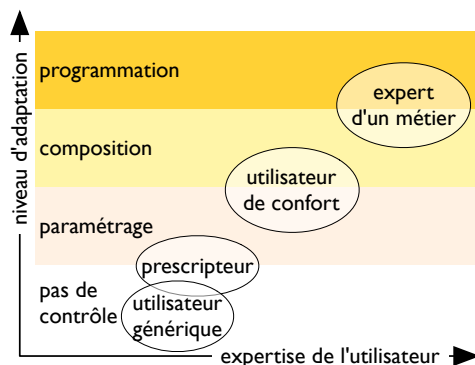 niveau d'adaptation
programmation
expert
d'un métier
composition
utilisateur
de confort
paramétrage
prescripteur
pas de
contrôle
utilisateur
générique
expertise de l'utilisateur